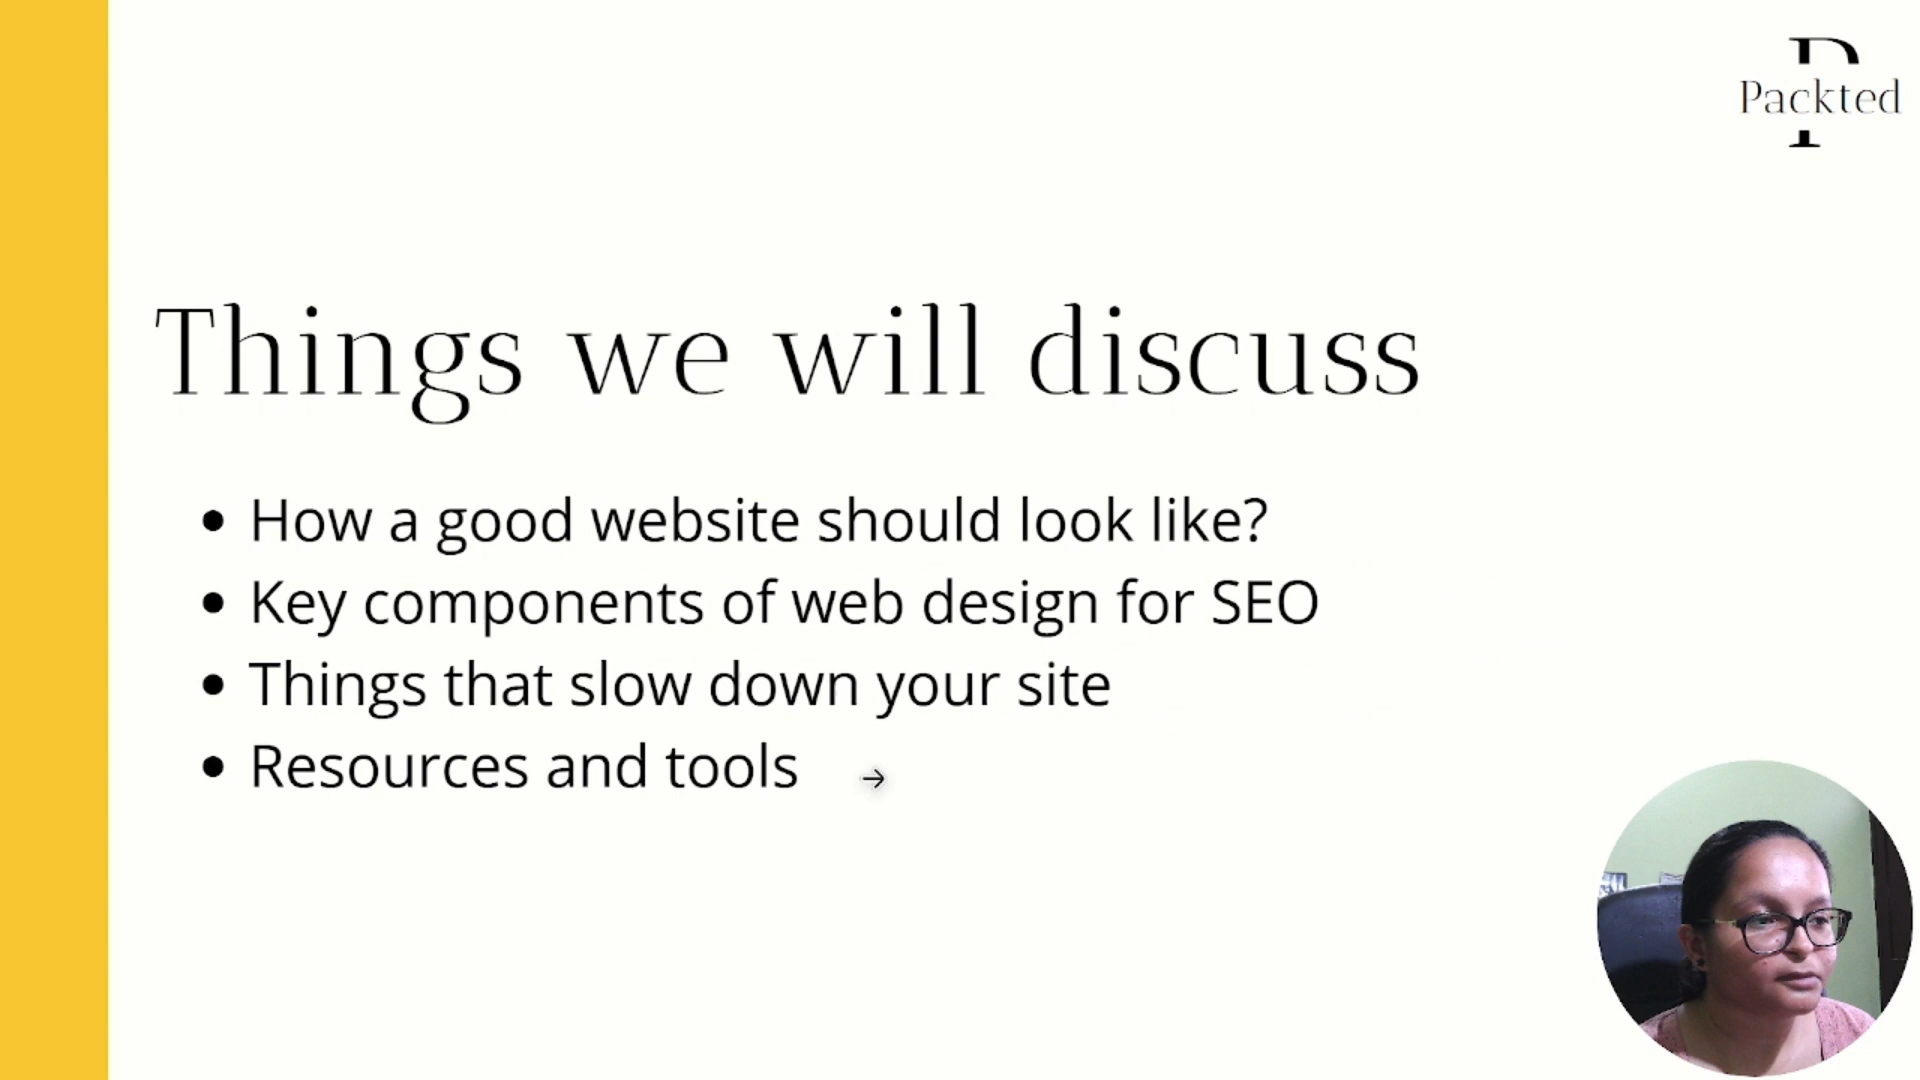 P
Packted
Things we will discuss
• How a good website should look like?
• Key components of web design for SEO
• Things that slow down your site
• Resources and tools →